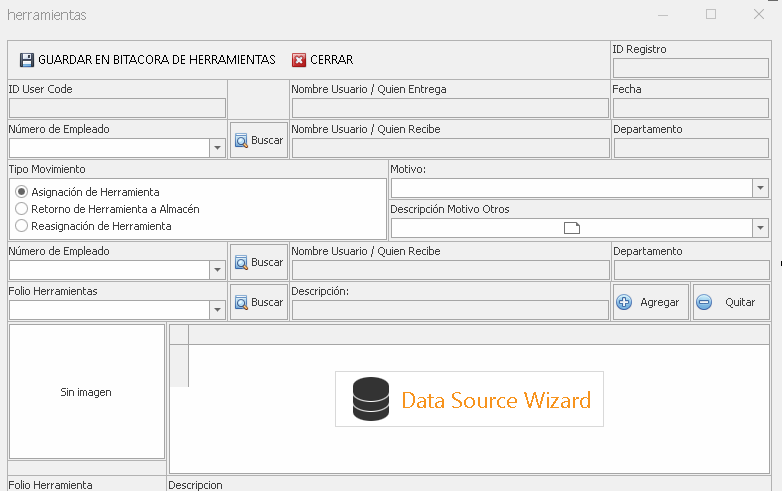 herramientas
GUARDAR EN BITACORA DE HERRAMIENTAS
CERRAR
ID Registro
ID User Code
Nombre Usuario / Quien Entrega
Fecha
Número de Empleado
Buscar
Nombre Usuario / Quien Recibe
Departamento
Tipo Movimiento
Motivo:
Asignación de Herramienta
Retorno de Herramienta a Almacén
Reasignación de Herramienta
Descripción Motivo Otros
Número de Empleado
Buscar
Nombre Usuario / Quien Recibe
Departamento
Folio Herramientas
Buscar
Descripción:
Agregar
Quitar
Sin imagen
Data Source Wizard
Folio Herramienta
Descripcion